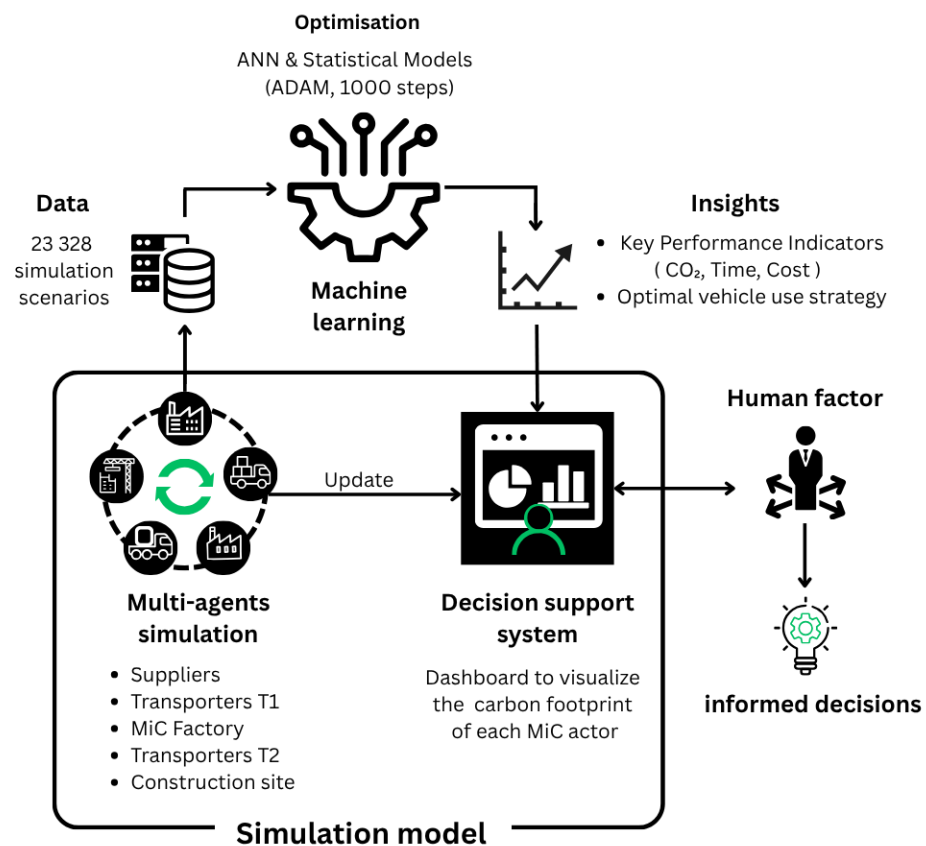 Optimisation
ANN & Statistical Models
(ADAM, 1000 steps)
Data
23 328
simulation
scenarios
Machine
learning
Insights
• Key Performance Indicators
( CO₂, Time, Cost )
• Optimal vehicle use strategy
Update
Human factor
Multi-agents
simulation
• Suppliers
• Transporters T1
• MiC Factory
• Transporters T2
• Construction site
Decision support
system
Dashboard to visualize
the carbon footprint
of each MiC actor
informed decisions
Simulation model